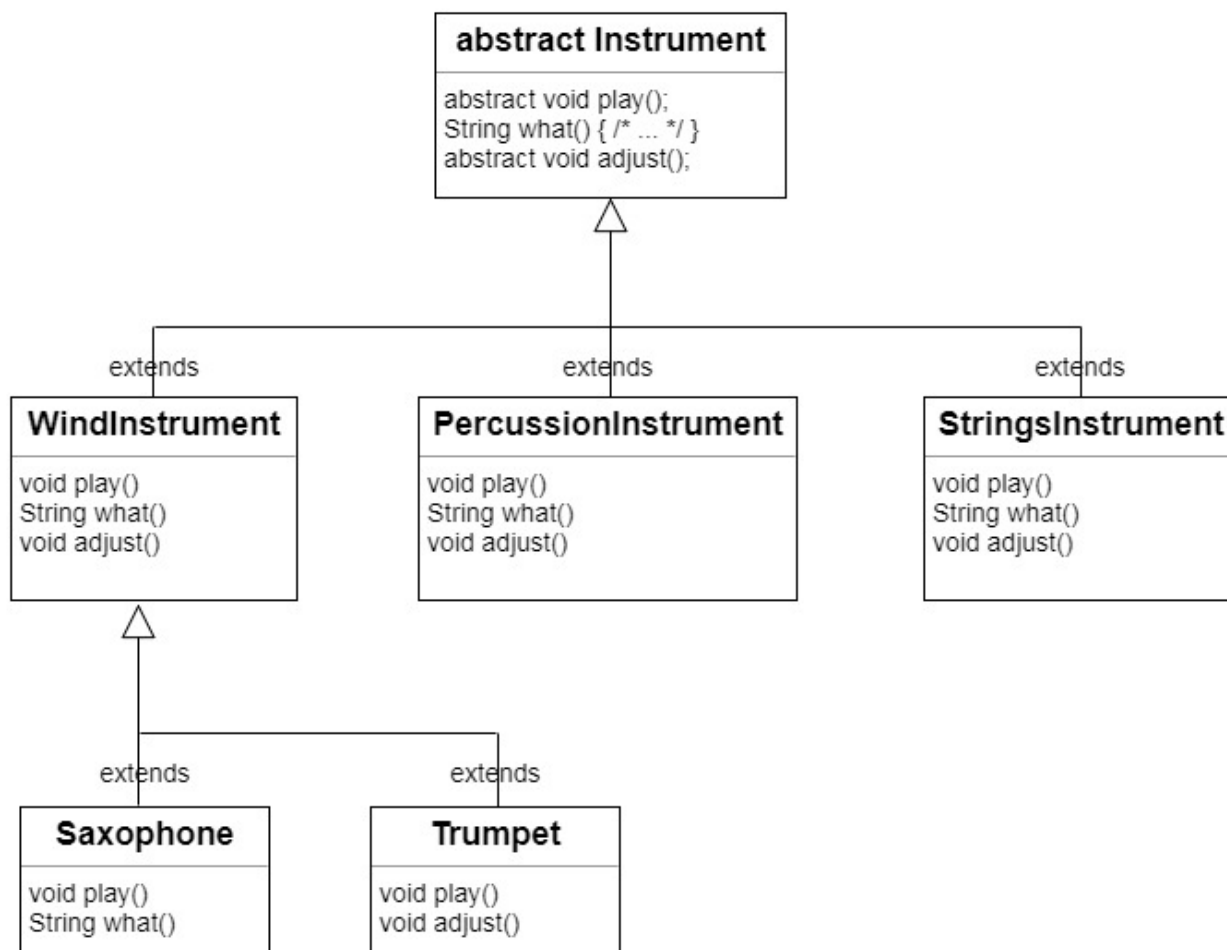 abstract Instrument
abstract void play();
String what() { /* ... */ }
abstract void adjust();
extends
extends
extends
WindInstrument
void play()
String what()
void adjust()
PercussionInstrument
void play()
String what()
void adjust()
StringsInstrument
void play()
String what()
void adjust()
extends
extends
Saxophone
void play()
String what()
Trumpet
void play()
void adjust()